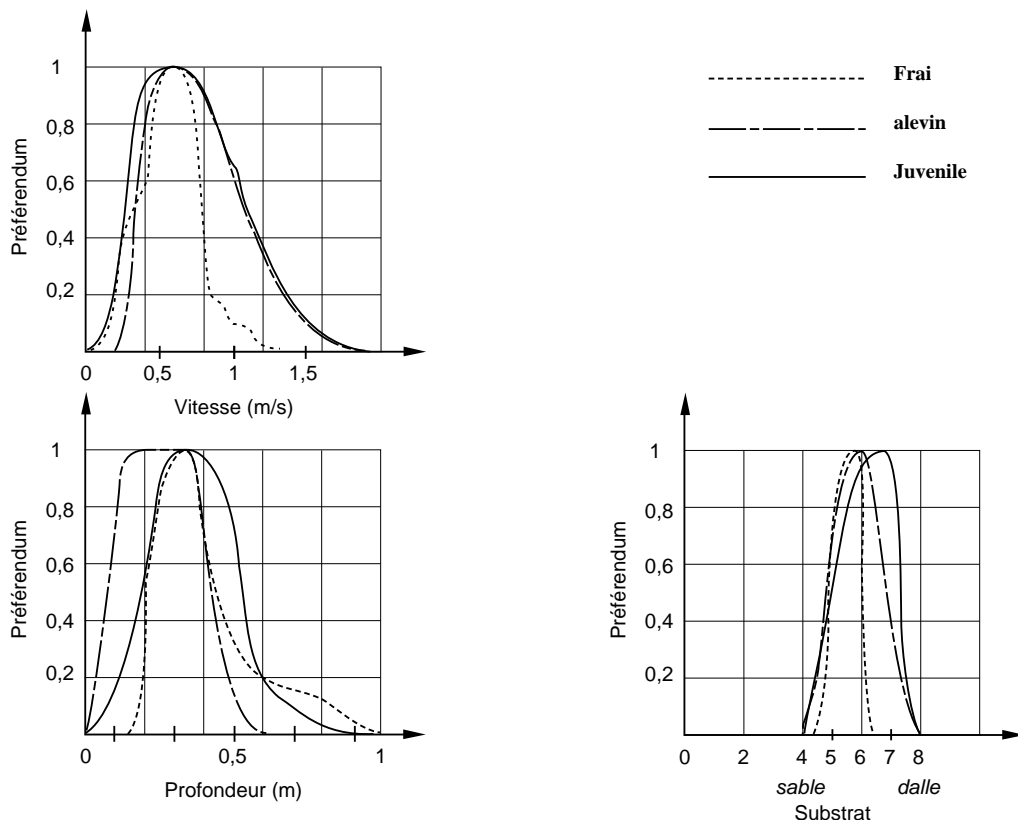 Préférendum
1
0,8
0,6
0,4
0,2
0 0,5 1 1,5
Vitesse (m/s)
Frai
alevin
Juvenile
Préférendum
1
0,8
0,6
0,4
0,2
0 0,5 1
Profondeur (m)
Préférendum
1
0,8
0,6
0,4
0,2
0 2 4 5 6 7 8
sable dalle
Substrat